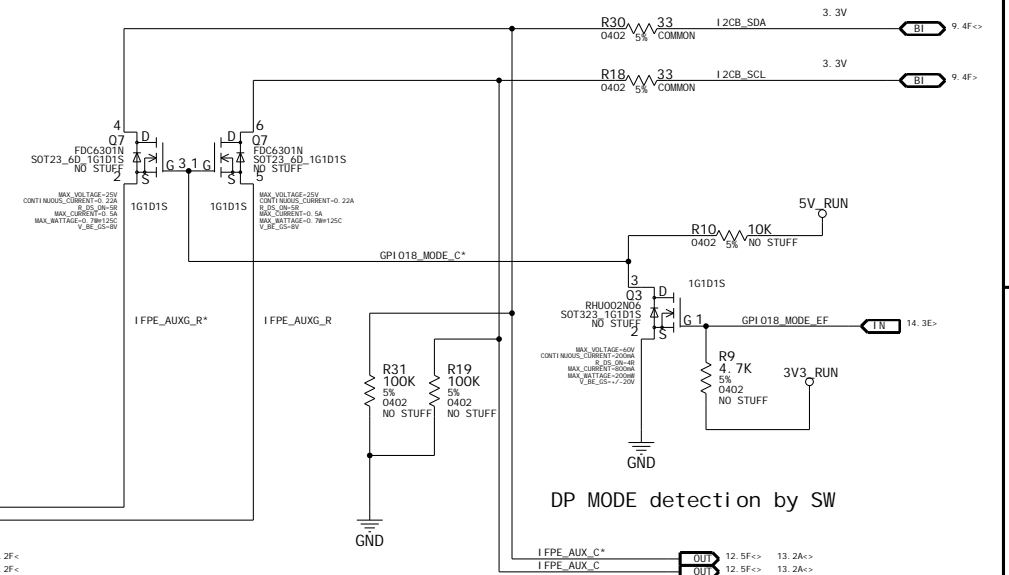 3.3V
R30 33 I2CB_SDA BI 9.4F<>
0402 5% COMMON
3.3V
R18 33 I2CB_SCL BI 9.4F>
0402 5% COMMON
4 D
Q7
FDC6301N
SOT23_6D_1G1D1S
NO STUFF
2 S
G 3
1 G
6 D
Q7
FDC6301N
SOT23_6D_1G1D1S
NO STUFF
5 S
MAX_VOLTAGE=25V
CONTINUOUS_CURRENT=0.22A
R_DS_ON=5R
MAX_CURRENT=0.5A
MAX_WATTAGE=0.7W@125C
V_BE_GS=8V
1G1D1S
1G1D1S
MAX_VOLTAGE=25V
CONTINUOUS_CURRENT=0.22A
R_DS_ON=5R
MAX_CURRENT=0.5A
MAX_WATTAGE=0.7W@125C
V_BE_GS=8V
5V_RUN
R10 10K
0402 5% NO STUFF
GPIO18_MODE_C*
3 D
1G1D1S
Q3
RHU002N06
SOT323_1G1D1S
NO STUFF
2 S
G 1 GPIO18_MODE_EF IN 14.3E>
IFPE_AUXG_R*
IFPE_AUXG_R
MAX_VOLTAGE=60V
CONTINUOUS_CURRENT=200mA
R_DS_ON=4R
MAX_CURRENT=800mA
MAX_WATTAGE=200mW
V_BE_GS=+/-20V
R9
4.7K
5%
0402
NO STUFF
3V3_RUN
R31
100K
5%
0402
NO STUFF
R19
100K
5%
0402
NO STUFF
GND
DP MODE detection by SW
GND
IFPE_AUX_C* OUT 12.5F<> 13.2A<>
IFPE_AUX_C OUT 12.5F<> 13.2A<>
2F<
2F<